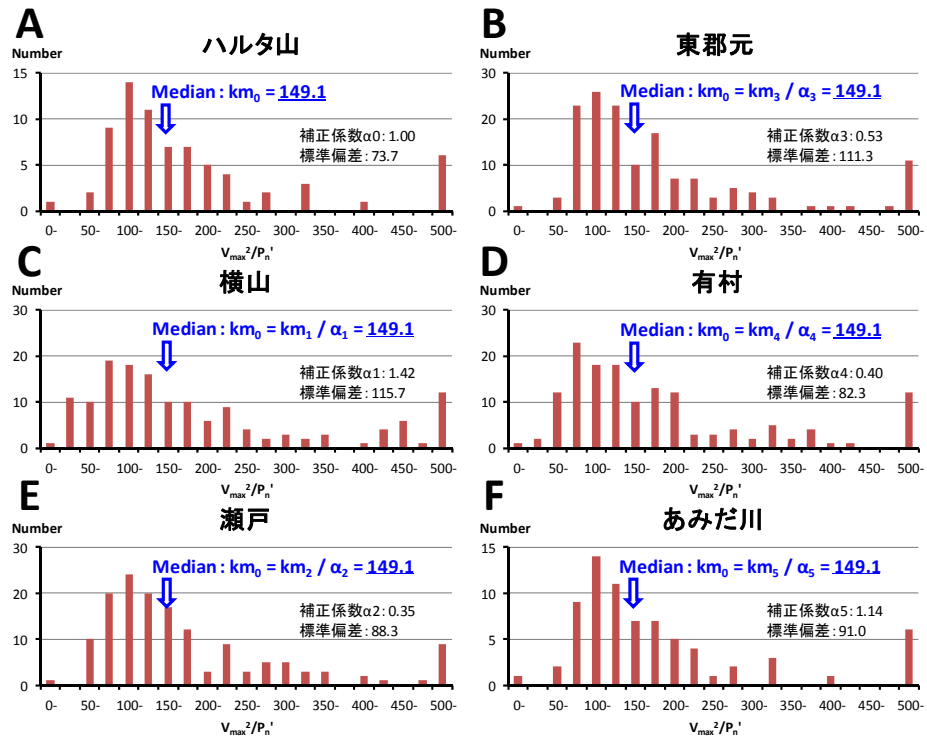 A
ハルタ山
Number
Median : km₀ = 149.1
補正係数α0: 1.00
標準偏差: 73.7
15
10
5
0
0- 50- 100- 150- 200- 250- 300- 350- 400- 450- 500-
Vmax²/Pn'
B
東郡元
Number
Median : km₀ = km₃ / α₃ = 149.1
補正係数α3: 0.53
標準偏差: 111.3
30
20
10
0
0- 50- 100- 150- 200- 250- 300- 350- 400- 450- 500-
Vmax²/Pn'
C
横山
Number
Median : km₀ = km₁ / α₁ = 149.1
補正係数α1: 1.42
標準偏差: 115.7
30
20
10
0
0- 50- 100- 150- 200- 250- 300- 350- 400- 450- 500-
Vmax²/Pn'
D
有村
Number
Median : km₀ = km₄ / α₄ = 149.1
補正係数α4: 0.40
標準偏差: 82.3
30
20
10
0
0- 50- 100- 150- 200- 250- 300- 350- 400- 450- 500-
Vmax²/Pn'
E
瀬戸
Number
Median : km₀ = km₂ / α₂ = 149.1
補正係数α2: 0.35
標準偏差: 88.3
30
20
10
0
0- 50- 100- 150- 200- 250- 300- 350- 400- 450- 500-
Vmax²/Pn'
F
あみだ川
Number
Median : km₀ = km₅ / α₅ = 149.1
補正係数α5: 1.14
標準偏差: 91.0
15
10
5
0
0- 50- 100- 150- 200- 250- 300- 350- 400- 450- 500-
Vmax²/Pn'